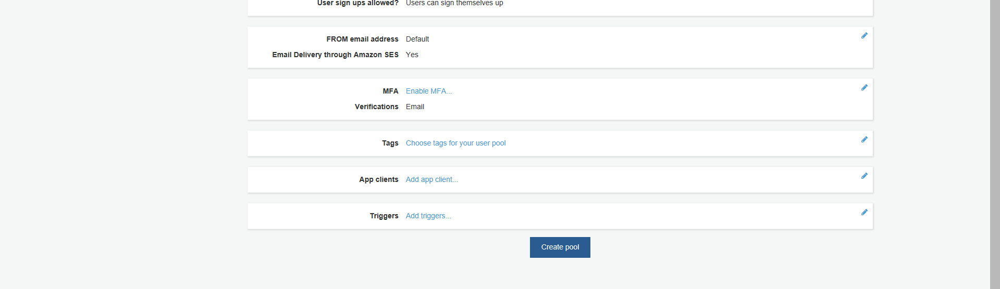 User sign ups allowed? Users can sign themselves up
FROM email address Default
Email Delivery through Amazon SES Yes
MFA Enable MFA...
Verifications Email
Tags Choose tags for your user pool
App clients Add app client...
Triggers Add triggers...
Create pool